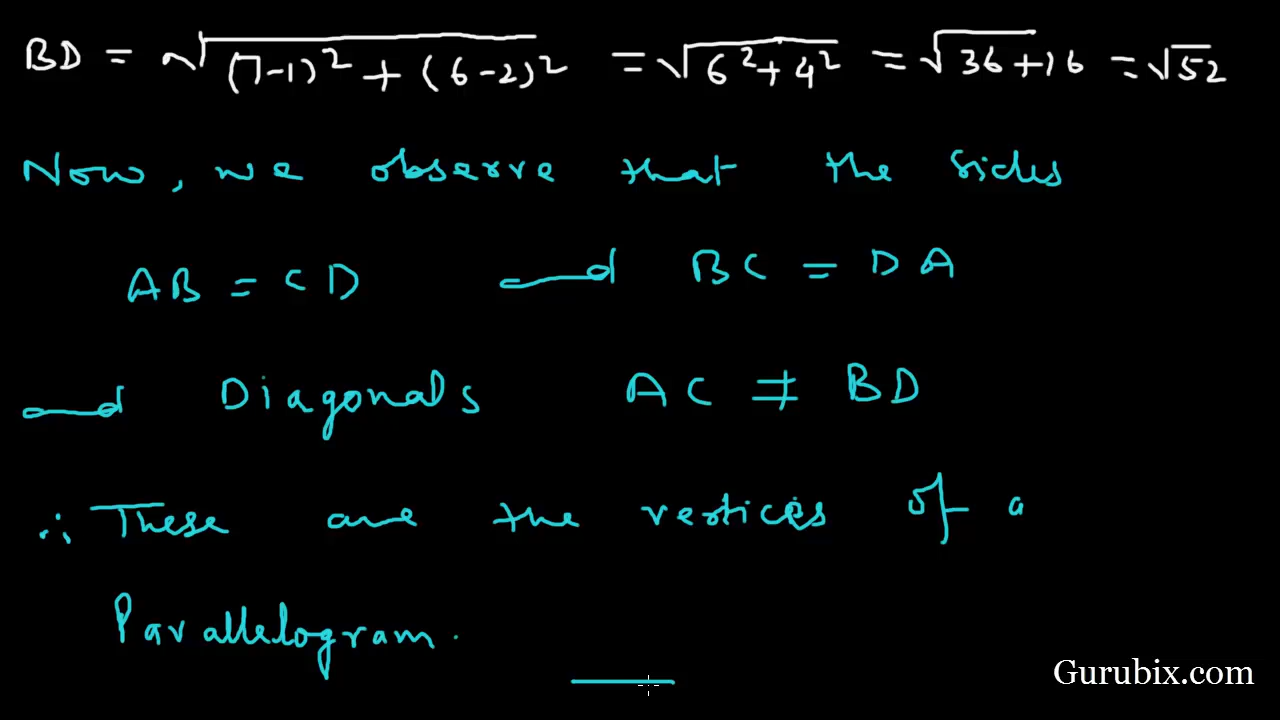 BD = √((7-1)² + (6-2)²) = √(6²+4²) = √(36+16) = √52
Now, we observe that the sides
AB = CD and BC = DA
and Diagonals AC ≠ BD
∴ These are the vertices of a
Parallelogram.
Gurubix.com